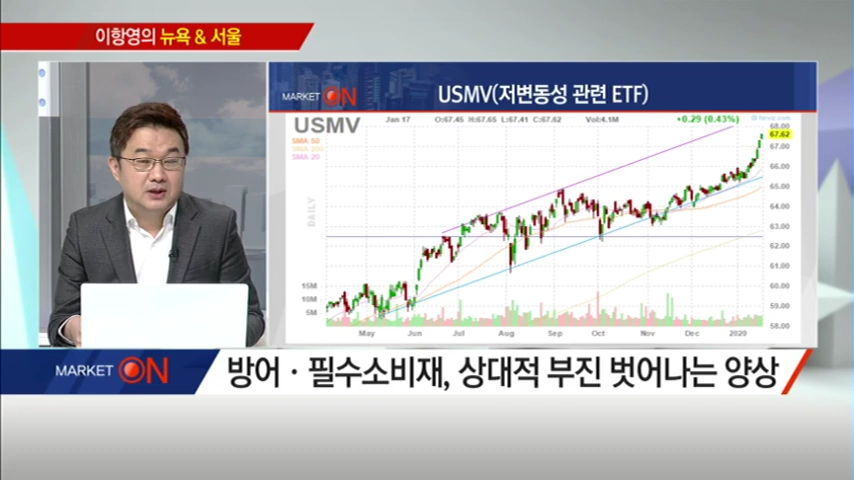 이항영의 뉴욕 & 서울
MARKET ON
USMV(저변동성 관련 ETF)
USMV Jan 17 O:67.45 H:67.65 L:67.41 C:67.62 Vol:4.1M +0.29 (0.43%)
SMA 50
SMA 200
SMA 20
DAILY
68.00
67.62
67.00
66.00
65.00
64.00
63.00
62.00
61.00
60.00
59.00
58.00
15M
10M
5M
May Jun Jul Aug Sep Oct Nov Dec 2020
MARKET ON
방어·필수소비재, 상대적 부진 벗어나는 양상